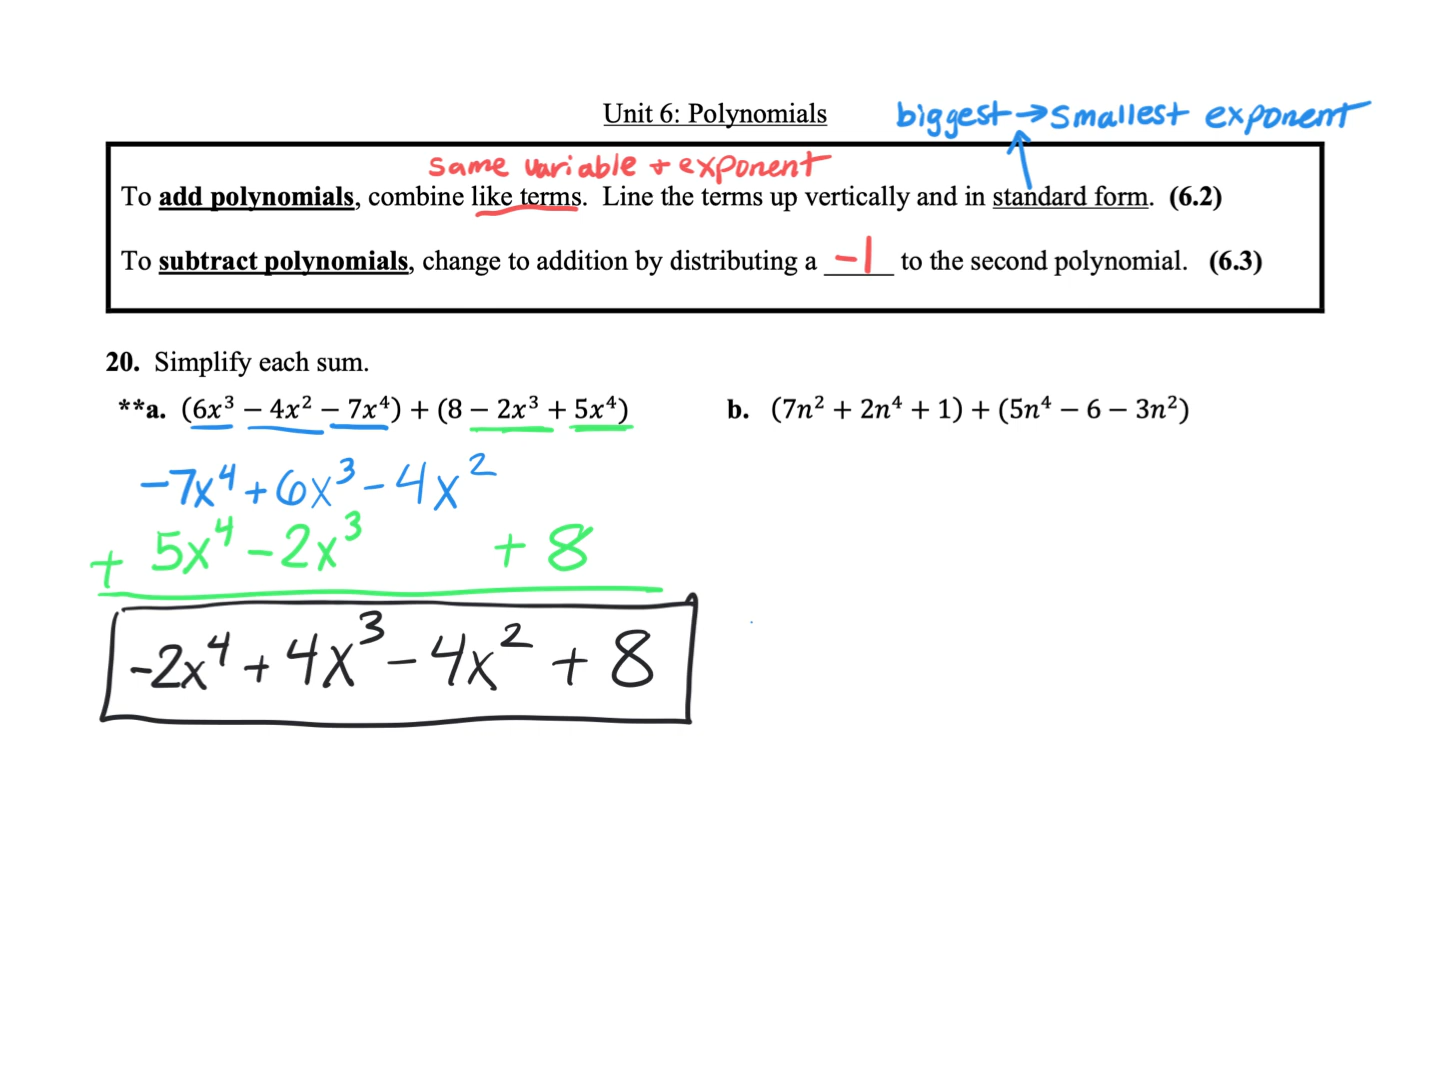 Unit 6: Polynomials
biggest → smallest exponent
same variable + exponent
To add polynomials, combine like terms. Line the terms up vertically and in standard form. (6.2)
To subtract polynomials, change to addition by distributing a -1 to the second polynomial. (6.3)
20. Simplify each sum.
**a. (6x³ − 4x² − 7x⁴) + (8 − 2x³ + 5x⁴)
b. (7n² + 2n⁴ + 1) + (5n⁴ − 6 − 3n²)
-7x⁴ + 6x³ - 4x²
+ 5x⁴ - 2x³ + 8
-2x⁴ + 4x³ - 4x² + 8